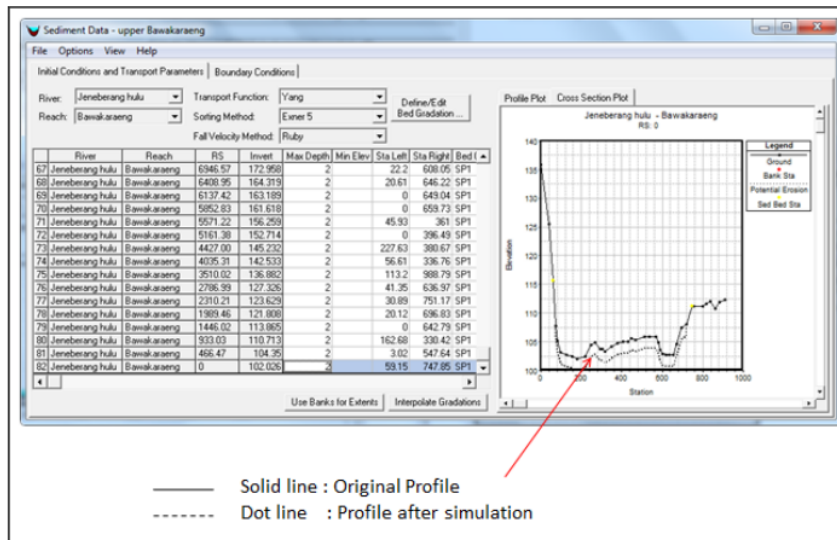 Sediment Data - upper Bawakaraeng
File Options View Help
Initial Conditions and Transport Parameters Boundary Conditions
River: Jeneberang hulu Transport Function: Yang Define/Edit Bed Gradation ...
Reach: Bawakaraeng Sorting Method: Exner 5
Fall Velocity Method: Ruby
River Reach RS Invert Max Depth Min Elev Sta Left Sta Right Bed
67 Jeneberang hulu Bawakaraeng 6946.57 172.958 2 22.2 608.05 SP1
68 Jeneberang hulu Bawakaraeng 6408.95 164.319 2 20.61 646.22 SP1
69 Jeneberang hulu Bawakaraeng 6137.42 163.189 2 0 649.04 SP1
70 Jeneberang hulu Bawakaraeng 5852.83 161.618 2 0 659.73 SP1
71 Jeneberang hulu Bawakaraeng 5571.22 156.259 2 45.93 361 SP1
72 Jeneberang hulu Bawakaraeng 5161.38 152.714 2 0 396.49 SP1
73 Jeneberang hulu Bawakaraeng 4427.00 145.232 2 227.63 380.67 SP1
74 Jeneberang hulu Bawakaraeng 4035.31 142.533 2 56.61 336.76 SP1
75 Jeneberang hulu Bawakaraeng 3510.02 136.882 2 113.2 988.79 SP1
76 Jeneberang hulu Bawakaraeng 2786.99 127.326 2 41.35 636.97 SP1
77 Jeneberang hulu Bawakaraeng 2310.21 123.629 2 30.89 751.17 SP1
78 Jeneberang hulu Bawakaraeng 1989.46 121.808 2 20.12 696.83 SP1
79 Jeneberang hulu Bawakaraeng 1446.02 113.865 2 0 642.79 SP1
80 Jeneberang hulu Bawakaraeng 933.03 110.713 2 162.68 330.42 SP1
81 Jeneberang hulu Bawakaraeng 466.47 104.35 2 3.02 547.64 SP1
82 Jeneberang hulu Bawakaraeng 0 102.026 2 59.15 747.85 SP1
Use Banks for Extents Interpolate Gradations
Profile Plot Cross Section Plot
Jeneberang hulu - Bawakaraeng
RS: 0
140
135
130
125
120
115
110
105
100
Elevation
0 200 400 600 800 1000
Station
Legend
Ground
Bank Sta
Potential Erosion
Sed Bed Sta
Solid line : Original Profile
Dot line : Profile after simulation